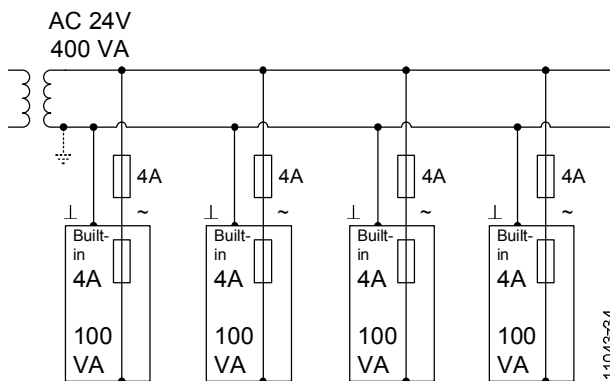 AC 24V
400 VA
4A
4A
4A
4A
⊥ ~ ⊥ ~ ⊥ ~ ⊥ ~
Built-
in
4A
100
VA
Built-
in
4A
100
VA
Built-
in
4A
100
VA
Built-
in
4A
100
VA
11043z34